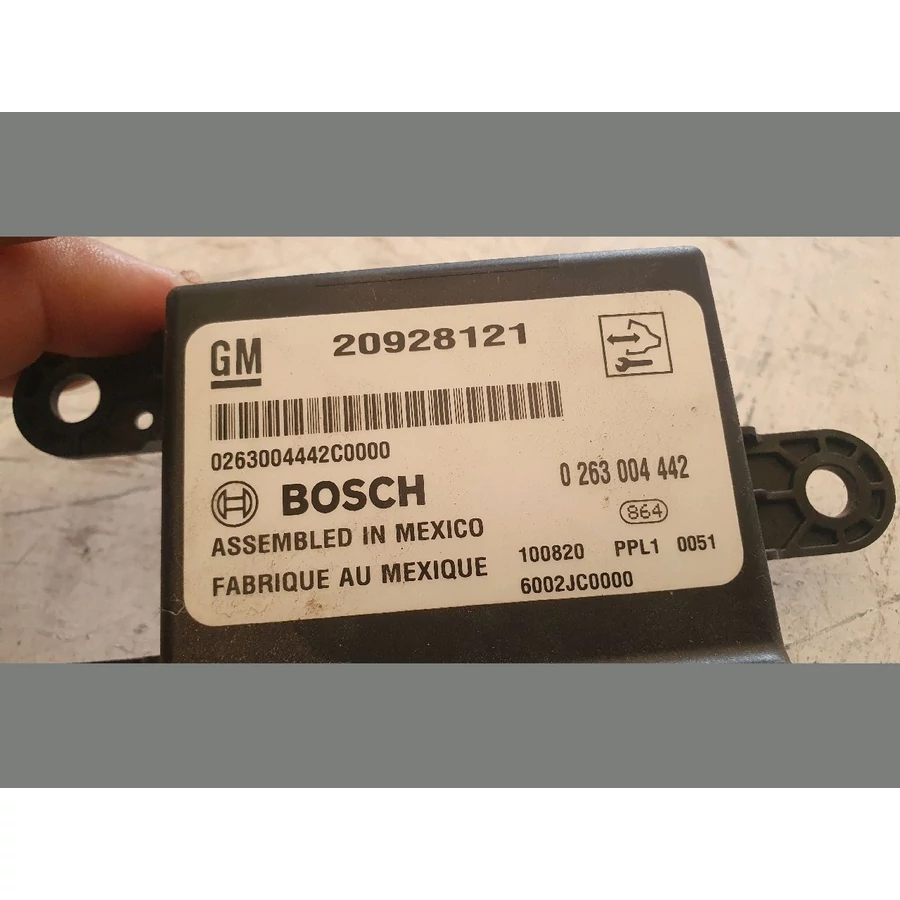 GM 20928121
0263004442C0000
BOSCH 0 263 004 442
864
ASSEMBLED IN MEXICO
100820 PPL1 0051
FABRIQUE AU MEXIQUE
6002JC0000